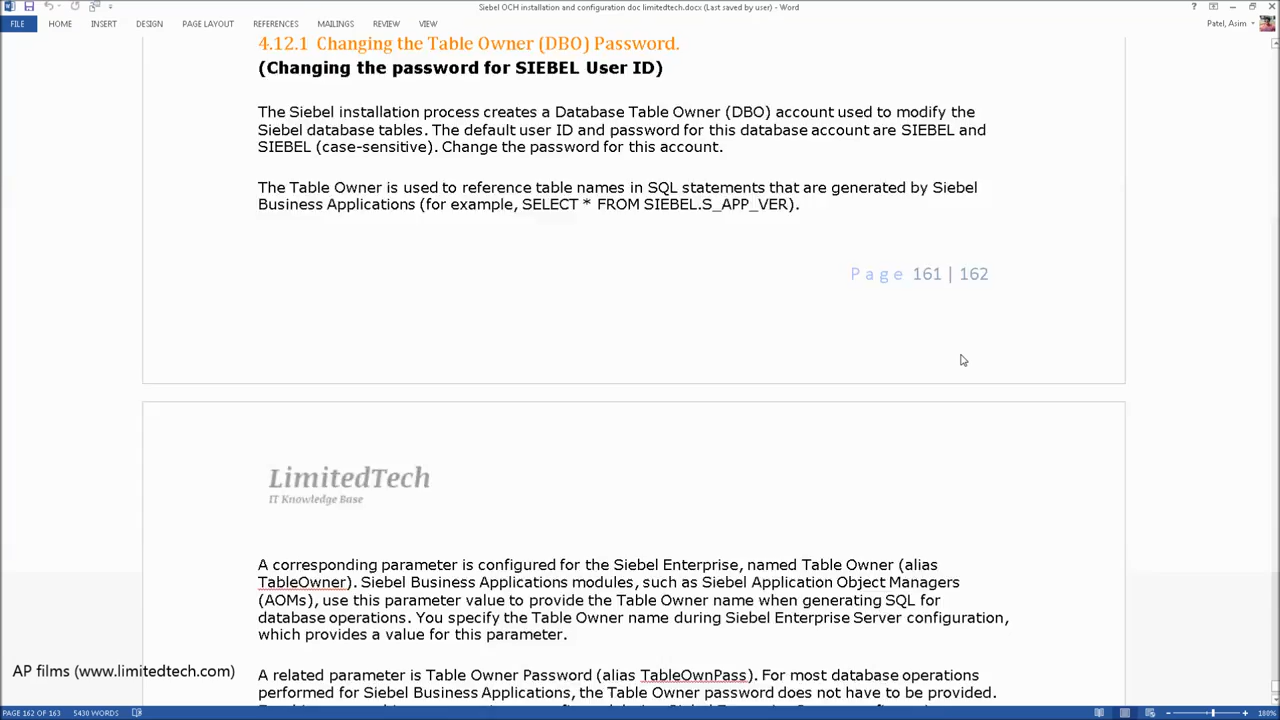 Siebel OCH installation and configuration doc limitedtech.docx (Last saved by user) - Word
FILE HOME INSERT DESIGN PAGE LAYOUT REFERENCES MAILINGS REVIEW VIEW
Patel, Asim
4.12.1 Changing the Table Owner (DBO) Password.
(Changing the password for SIEBEL User ID)
The Siebel installation process creates a Database Table Owner (DBO) account used to modify the
Siebel database tables. The default user ID and password for this database account are SIEBEL and
SIEBEL (case-sensitive). Change the password for this account.
The Table Owner is used to reference table names in SQL statements that are generated by Siebel
Business Applications (for example, SELECT * FROM SIEBEL.S_APP_VER).
Page 161 | 162
LimitedTech
IT Knowledge Base
A corresponding parameter is configured for the Siebel Enterprise, named Table Owner (alias
TableOwner). Siebel Business Applications modules, such as Siebel Application Object Managers
(AOMs), use this parameter value to provide the Table Owner name when generating SQL for
database operations. You specify the Table Owner name during Siebel Enterprise Server configuration,
which provides a value for this parameter.
AP films (www.limitedtech.com)
A related parameter is Table Owner Password (alias TableOwnPass). For most database operations
performed for Siebel Business Applications, the Table Owner password does not have to be provided.
PAGE 162 OF 163 5430 WORDS
180%